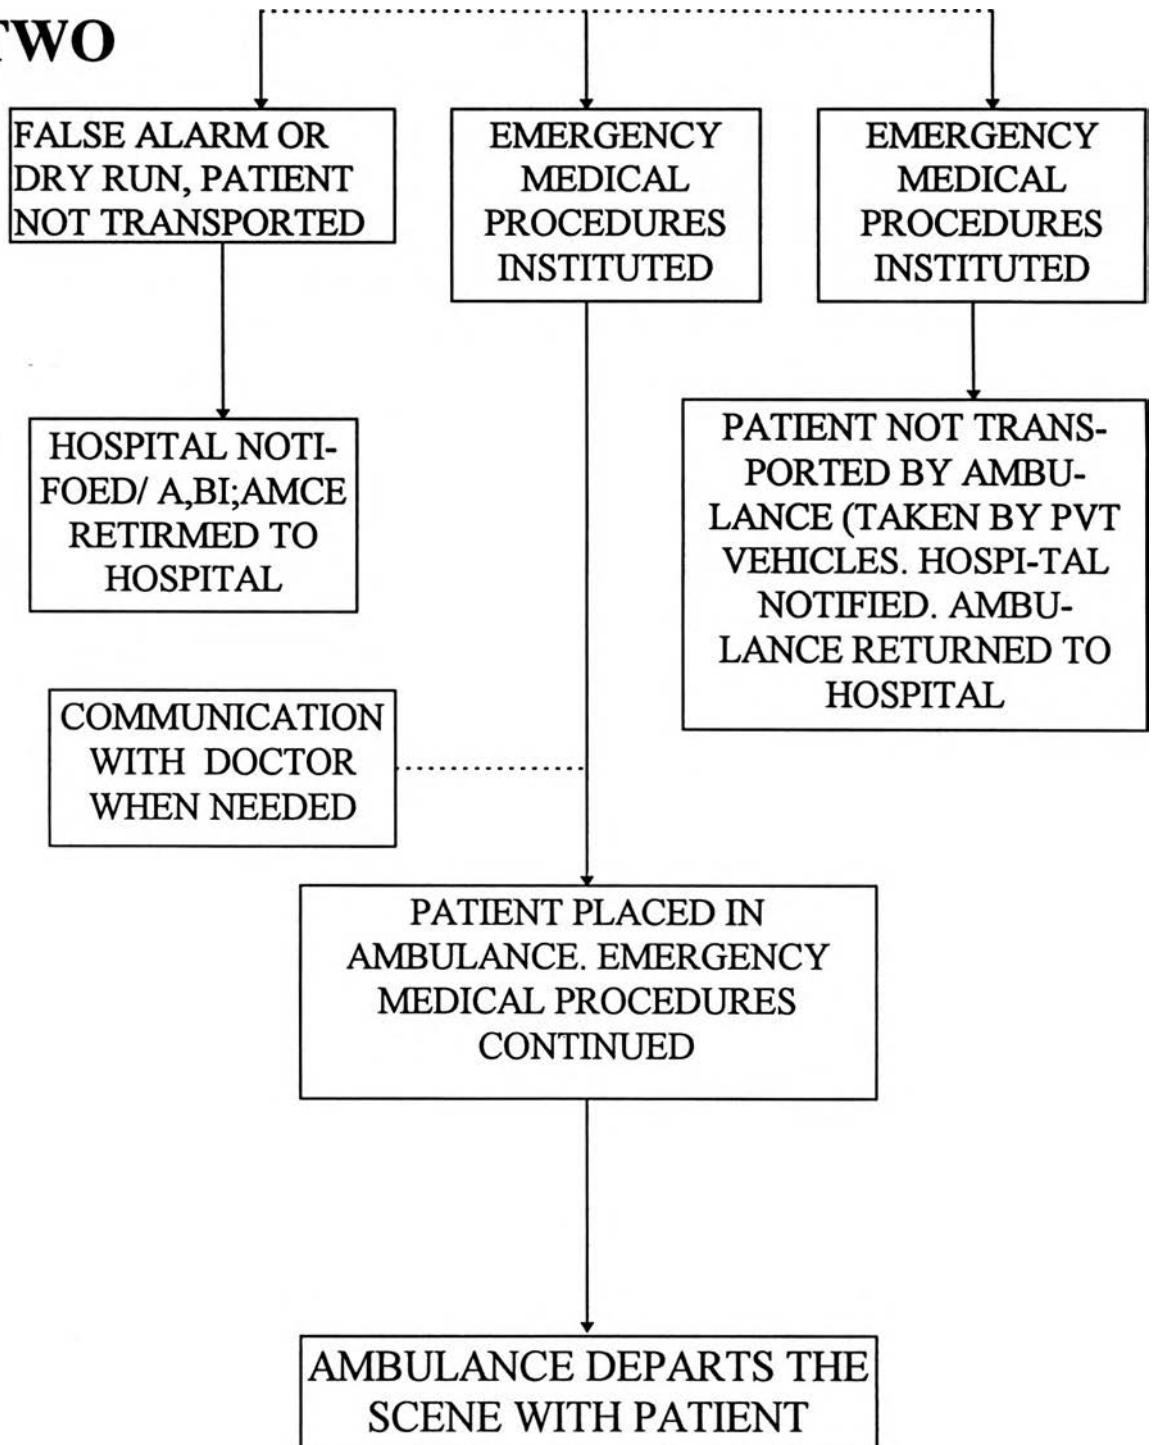 TWO
FALSE ALARM OR
DRY RUN, PATIENT
NOT TRANSPORTED
EMERGENCY
MEDICAL
PROCEDURES
INSTITUTED
EMERGENCY
MEDICAL
PROCEDURES
INSTITUTED
HOSPITAL NOTI-
FOED/ A,BI;AMCE
RETIRMED TO
HOSPITAL
PATIENT NOT TRANS-
PORTED BY AMBU-
LANCE (TAKEN BY PVT
VEHICLES. HOSPI-TAL
NOTIFIED. AMBU-
LANCE RETURNED TO
HOSPITAL
COMMUNICATION
WITH DOCTOR
WHEN NEEDED
PATIENT PLACED IN
AMBULANCE. EMERGENCY
MEDICAL PROCEDURES
CONTINUED
AMBULANCE DEPARTS THE
SCENE WITH PATIENT